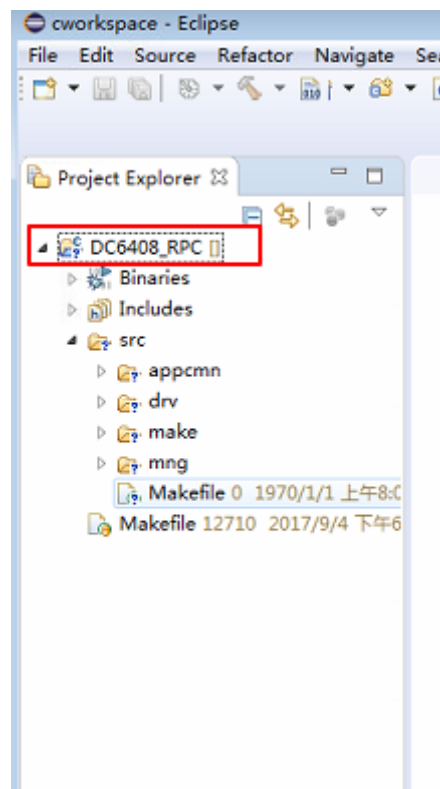 cworkspace - Eclipse
File Edit Source Refactor Navigate Sea
Project Explorer
DC6408_RPC []
Binaries
Includes
src
appcmn
drv
make
mng
Makefile 0 1970/1/1 上午8:0
Makefile 12710 2017/9/4 下午6